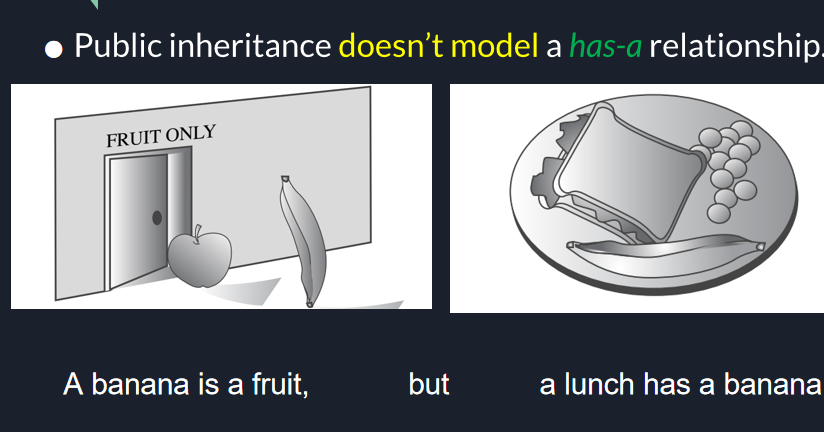 Public inheritance doesn't model a has-a relationship.
FRUIT ONLY
A banana is a fruit, but a lunch has a banana